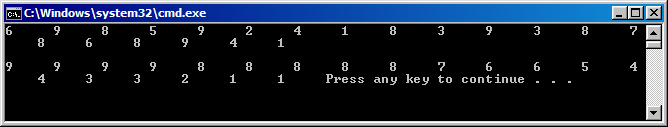 C:\Windows\system32\cmd.exe
6 9 8 5 9 2 4 1 8 3 9 3 8 7
8 6 8 9 4 1
9 9 9 9 8 8 8 8 8 7 6 6 5 4
4 3 3 2 1 1 Press any key to continue . . .